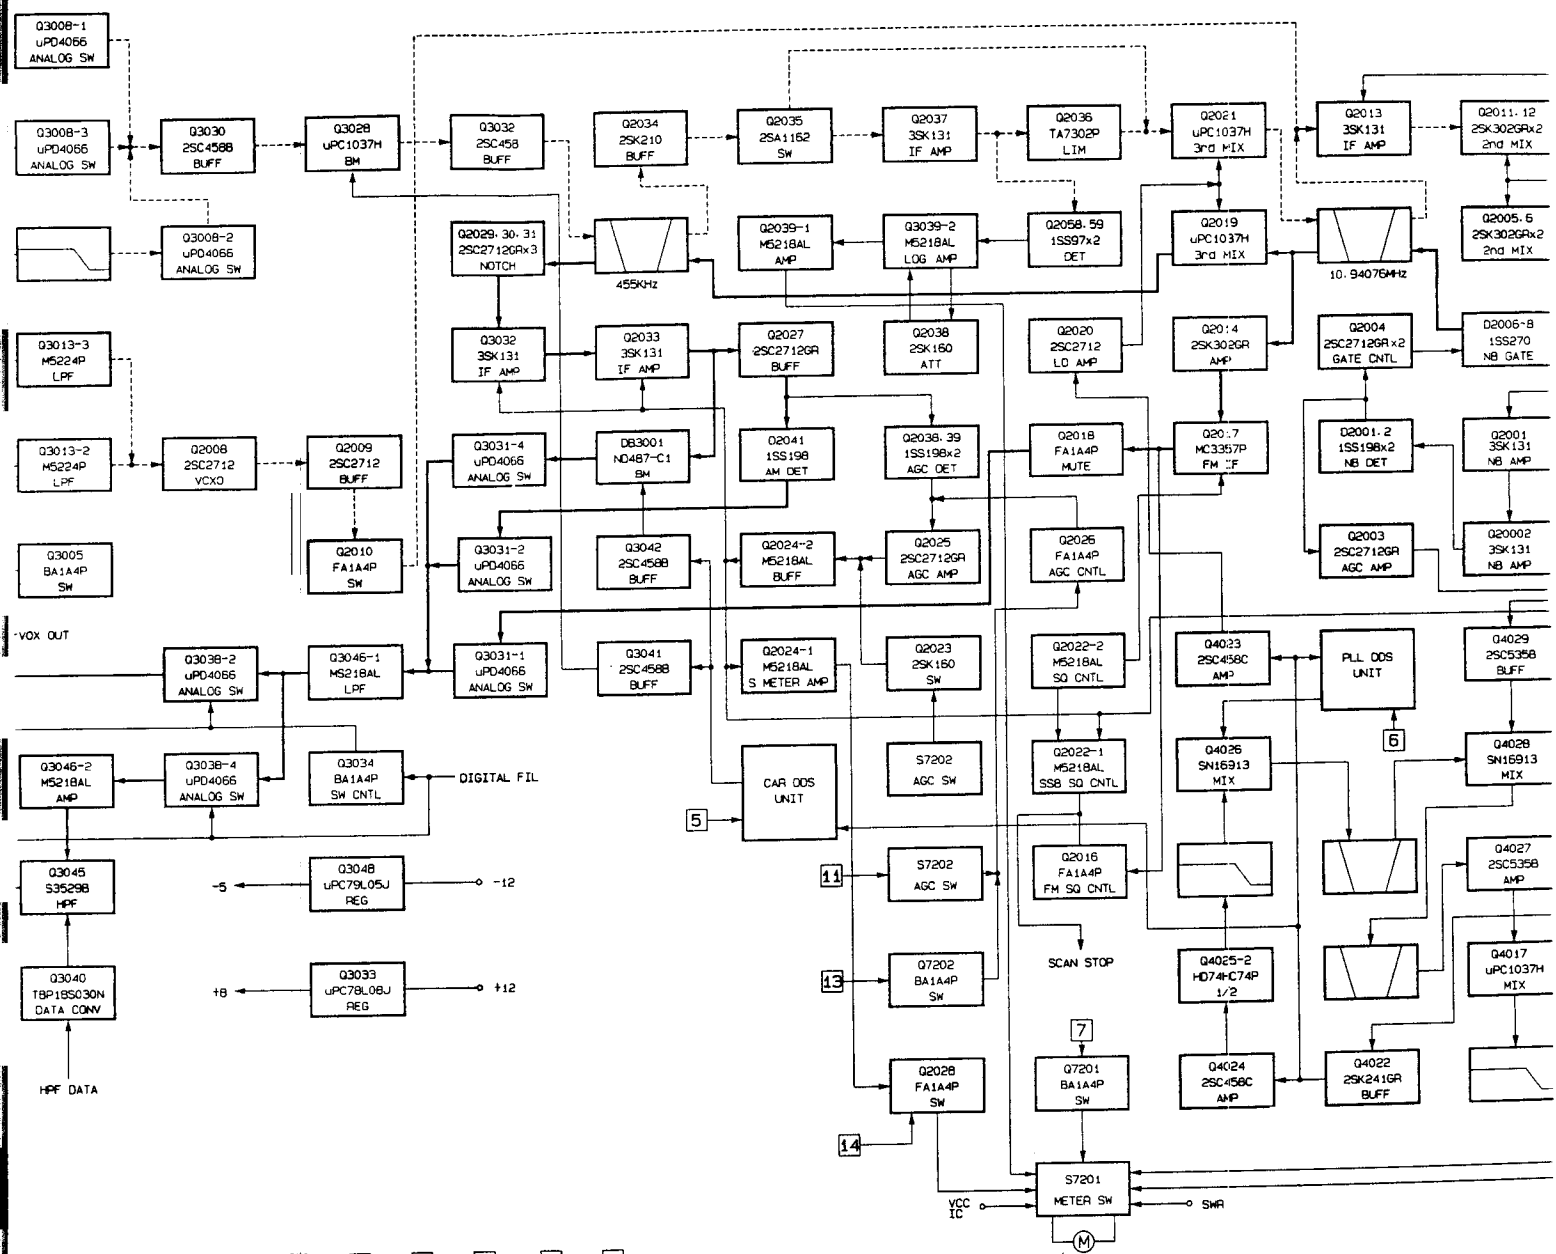 Q3008-1
uPD4066
ANALOG SW
Q3008-3
uPD4066
ANALOG SW
Q3030
2SC458B
BUFF
Q3028
uPC1037H
BM
Q3032
2SC458
BUFF
Q2034
2SK210
BUFF
Q2035
2SA1162
SW
Q2037
3SK131
IF AMP
Q2036
TA7302P
LIM
Q2021
uPC1037H
3rd MIX
Q2013
3SK131
IF AMP
Q2011.12
2SK302GRx2
2nd MIX
Q3008-2
uPD4066
ANALOG SW
Q2029.30.31
2SC2712GRx3
NOTCH
455KHz
Q2039-1
M5218AL
AMP
Q3039-2
M5218AL
LOG AMP
Q2058.59
1SS97x2
DET
Q2019
uPC1037H
3rd MIX
10.94076MHz
Q2005.6
2SK302GRx2
2nd MIX
Q3013-3
M5224P
LPF
Q3032
3SK131
IF AMP
Q2033
3SK131
IF AMP
Q2027
2SC2712GR
BUFF
Q2038
2SK160
ATT
Q2020
2SC2712
LO AMP
Q2014
2SK302GR
AMP
Q2004
2SC2712GRx2
GATE CNTL
D2006-8
1SS270
NB GATE
Q3013-2
M5224P
LPF
Q2008
2SC2712
VCXO
Q2009
2SC2712
BUFF
Q3031-4
uPD4066
ANALOG SW
DB3001
ND487-C1
BM
D2041
1SS198
AM DET
Q2038.39
1SS198x2
AGC DET
Q2018
FA1A4P
MUTE
Q2017
MC3357P
FM IF
D2001.2
1SS198x2
NB DET
Q2001
3SK131
NB AMP
Q3005
BA1A4P
SW
Q2010
FA1A4P
SW
Q3031-2
uPD4066
ANALOG SW
Q3042
2SC458B
BUFF
Q2024-2
M5218AL
BUFF
Q2025
2SC2712GR
AGC AMP
Q2026
FA1A4P
AGC CNTL
Q2003
2SC2712GR
AGC AMP
Q20002
3SK131
NB AMP
-VOX OUT
Q3038-2
uPD4066
ANALOG SW
Q3046-1
M5218AL
LPF
Q3031-1
uPD4066
ANALOG SW
Q3041
2SC458B
BUFF
Q2024-1
M5218AL
S METER AMP
Q2023
2SK160
SW
Q2022-2
M5218AL
SQ CNTL
Q4023
2SC458C
AMP
PLL DDS
UNIT
Q4029
2SC5358
BUFF
6
Q3046-2
M5218AL
AMP
Q3038-4
uPD4066
ANALOG SW
Q3034
BA1A4P
SW CNTL
DIGITAL FIL
CAR DDS
UNIT
S7202
AGC SW
Q2022-1
M5218AL
SSB SQ CNTL
Q4026
SN16913
MIX
Q4028
SN16913
MIX
5
Q3045
S3529B
HPF
-5
Q3048
uPC79L05J
REG
-12
11
S7202
AGC SW
Q2016
FA1A4P
FM SQ CNTL
Q4027
2SC5358
AMP
SCAN STOP
Q3040
TBP18S030N
DATA CONV
+8
Q3033
uPC78L08J
REG
+12
13
Q7202
BA1A4P
SW
Q4025-2
HD74HC74P
1/2
Q4017
uPC1037H
MIX
7
HPF DATA
Q2028
FA1A4P
SW
Q7201
BA1A4P
SW
Q4024
2SC458C
AMP
Q4022
2SK241GR
BUFF
14
S7201
METER SW
VCC
IC
SWR
M